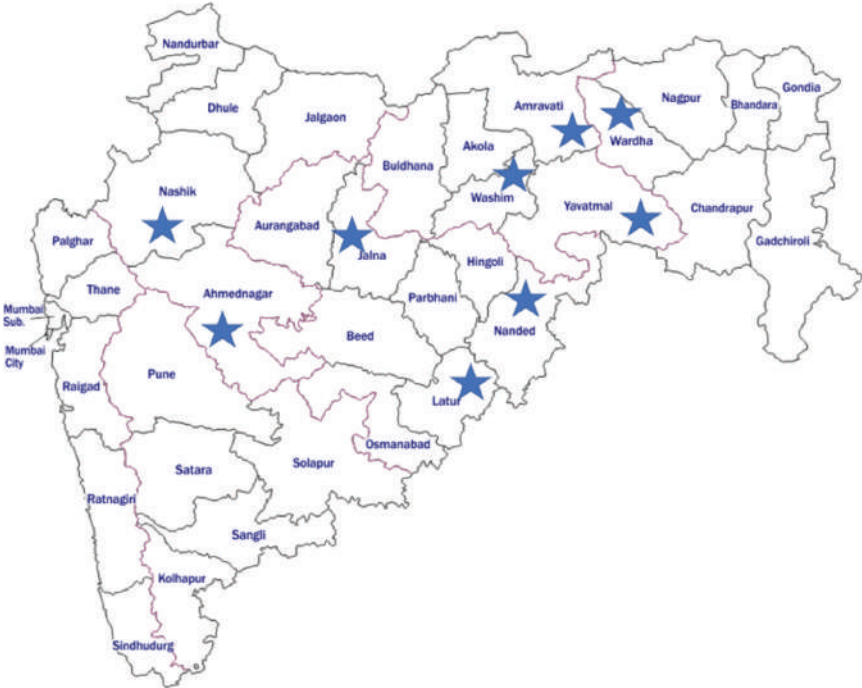 Nandurbar
Dhule
Jalgaon
Buldhana
Akola
Amravati
Wardha
Nagpur
Bhandara
Gondia
Nashik
Aurangabad
Jalna
Washim
Yavatmal
Chandrapur
Gadchiroli
Palghar
Thane
Mumbai
Sub.
Mumbai
City
Ahmednagar
Beed
Parbhani
Hingoli
Nanded
Raigad
Pune
Latur
Osmanabad
Ratnagiri
Satara
Solapur
Sangli
Kolhapur
Sindhudurg